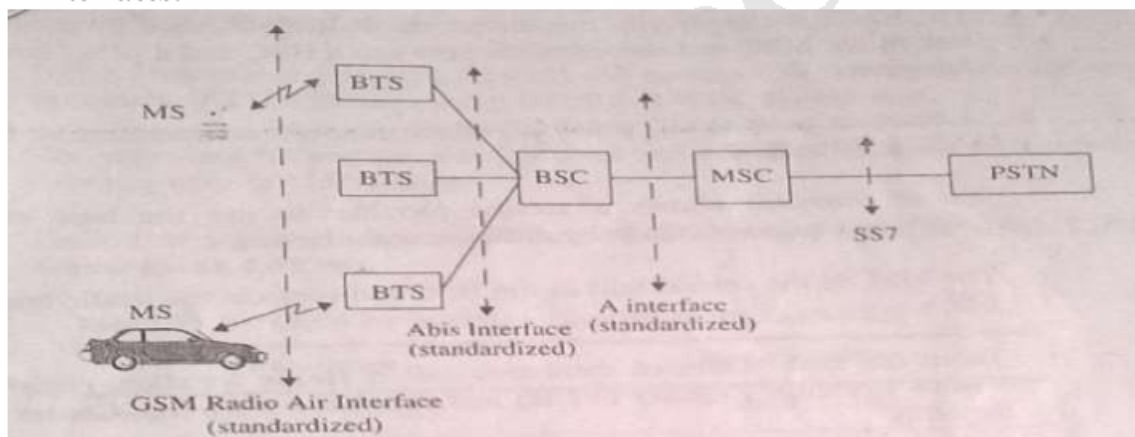 BTS
MS
BTS
BSC
MSC
PSTN
SS7
BTS
MS
Abis Interface
(standardized)
A interface
(standardized)
GSM Radio Air Interface
(standardized)